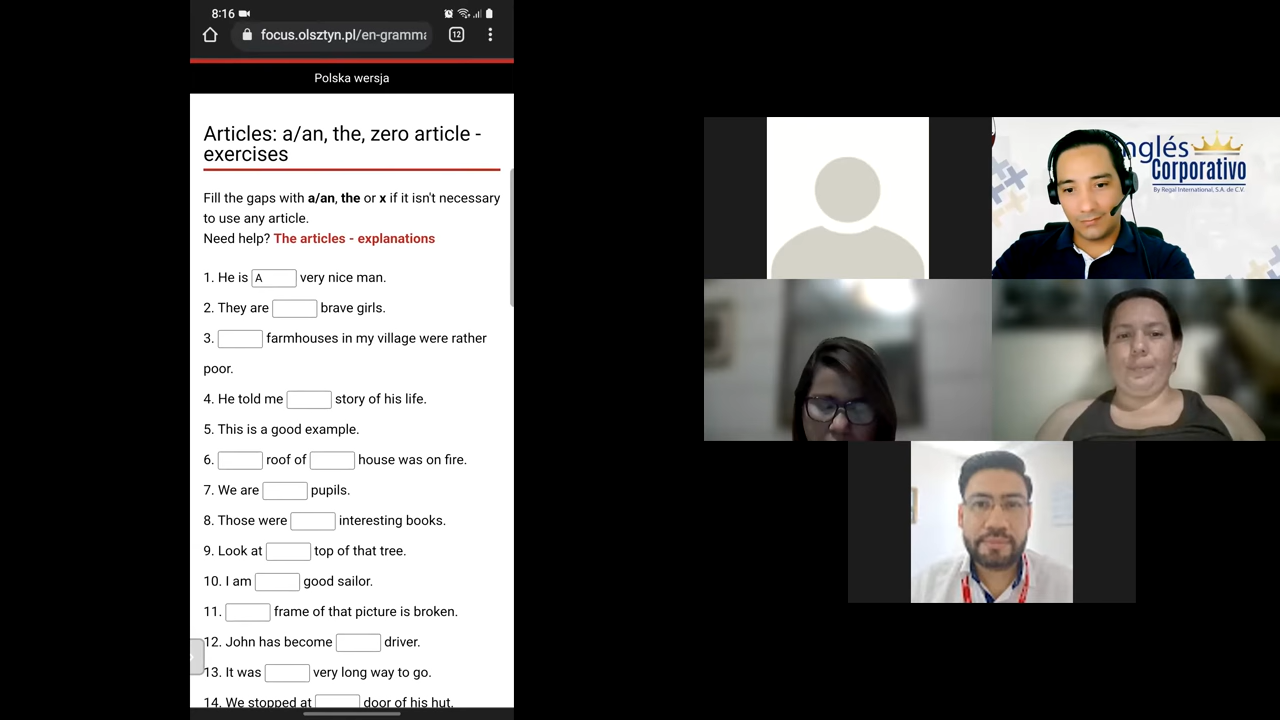 8:16
focus.olsztyn.pl/en-gramma
12
Polska wersja
Articles: a/an, the, zero article -
exercises
Fill the gaps with a/an, the or x if it isn't necessary
to use any article.
Need help? The articles - explanations
1. He is A very nice man.
2. They are brave girls.
3. farmhouses in my village were rather
poor.
4. He told me story of his life.
5. This is a good example.
6. roof of house was on fire.
7. We are pupils.
8. Those were interesting books.
9. Look at top of that tree.
10. I am good sailor.
11. frame of that picture is broken.
12. John has become driver.
13. It was very long way to go.
14. We stopped at door of his hut.
nglés
Corporativo
By Regal International, S.A. de C.V.